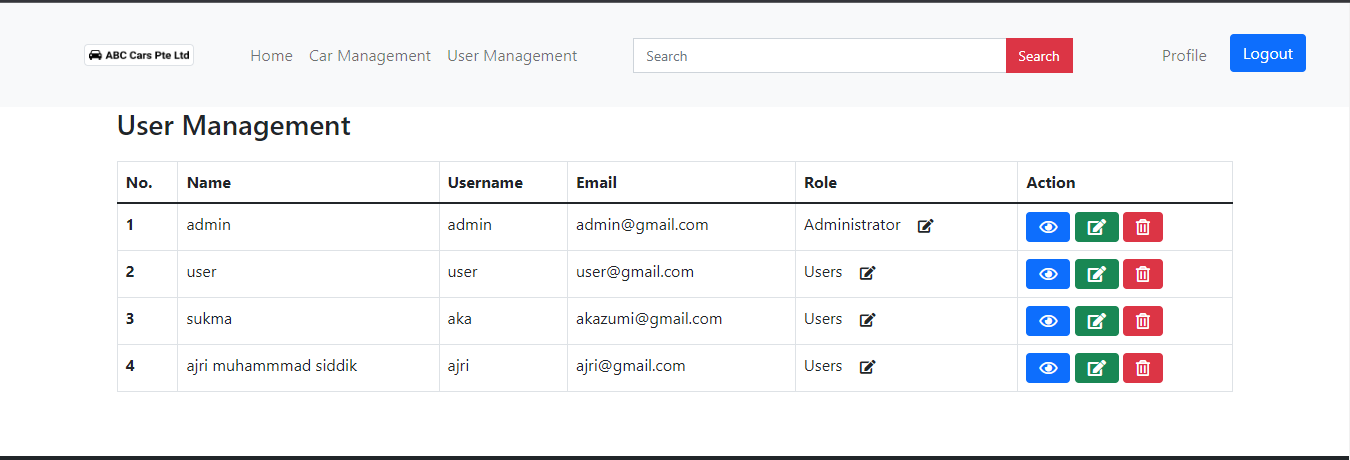 ABC Cars Pte Ltd Home Car Management User Management Search Search Profile Logout
User Management
No. Name Username Email Role Action
1 admin admin admin@gmail.com Administrator
2 user user user@gmail.com Users
3 sukma aka akazumi@gmail.com Users
4 ajri muhammmad siddik ajri ajri@gmail.com Users